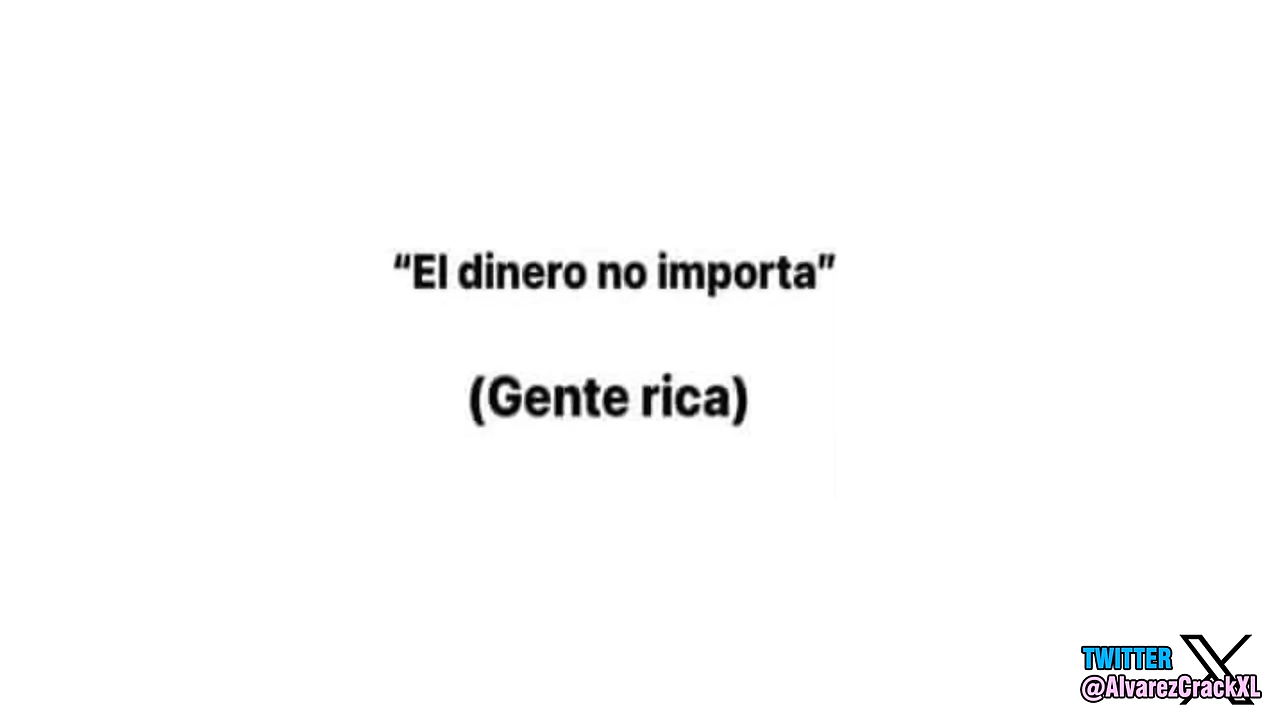 “El dinero no importa”
(Gente rica)
TWITTER
@AlvarezCrackXL